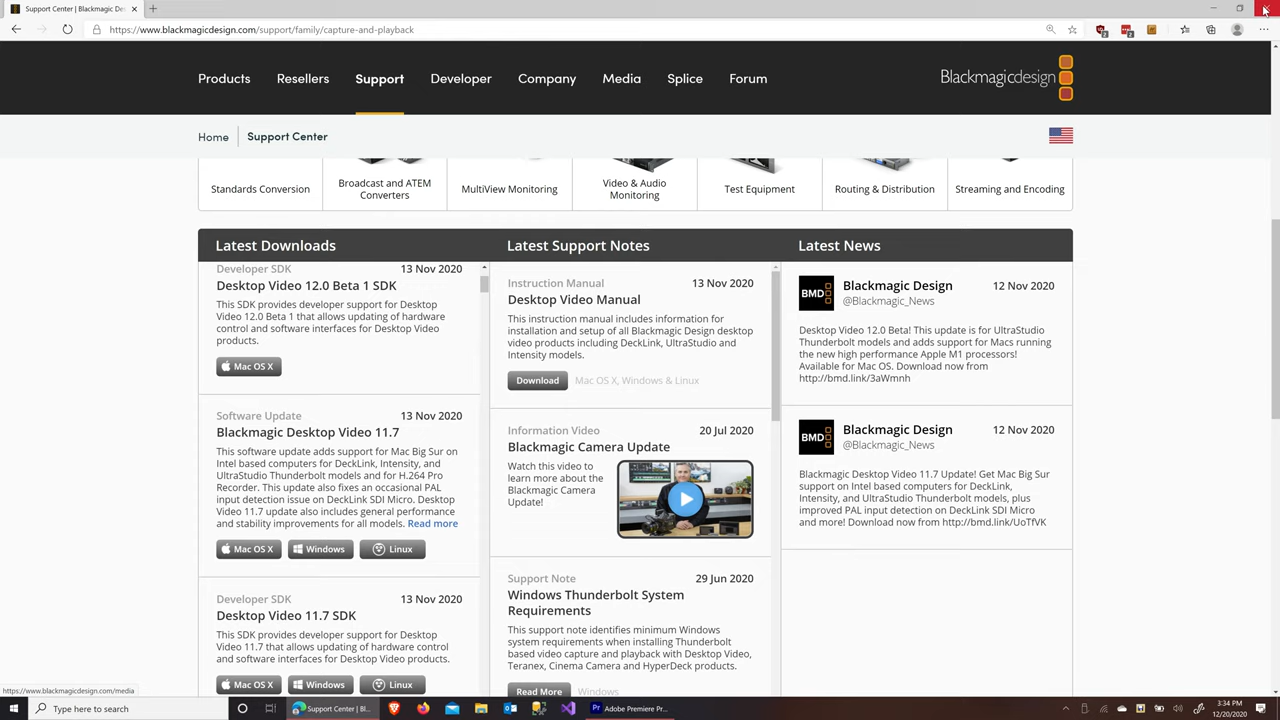 Support Center | Blackmagic De
https://www.blackmagicdesign.com/support/family/capture-and-playback
Products
Resellers
Support
Developer
Company
Media
Splice
Forum
Blackmagicdesign
Home
Support Center
Standards Conversion
Broadcast and ATEM
Converters
MultiView Monitoring
Video & Audio
Monitoring
Test Equipment
Routing & Distribution
Streaming and Encoding
Latest Downloads
Developer SDK 13 Nov 2020
Desktop Video 12.0 Beta 1 SDK
This SDK provides developer support for Desktop
Video 12.0 Beta 1 that allows updating of hardware
control and software interfaces for Desktop Video
products.
Mac OS X
Software Update 13 Nov 2020
Blackmagic Desktop Video 11.7
This software update adds support for Mac Big Sur on
Intel based computers for DeckLink, Intensity, and
UltraStudio Thunderbolt models and for H.264 Pro
Recorder. This update also fixes an occasional PAL
input detection issue on DeckLink SDI Micro. Desktop
Video 11.7 update also includes general performance
and stability improvements for all models. Read more
Mac OS X Windows Linux
Developer SDK 13 Nov 2020
Desktop Video 11.7 SDK
This SDK provides developer support for Desktop
Video 11.7 that allows updating of hardware control
and software interfaces for Desktop Video products.
Mac OS X Windows Linux
Latest Support Notes
Instruction Manual 13 Nov 2020
Desktop Video Manual
This instruction manual includes information for
installation and setup of all Blackmagic Design desktop
video products including DeckLink, UltraStudio and
Intensity models.
Download Mac OS X, Windows & Linux
Information Video 20 Jul 2020
Blackmagic Camera Update
Watch this video to
learn more about the
Blackmagic Camera
Update!
Support Note 29 Jun 2020
Windows Thunderbolt System
Requirements
This support note identifies minimum Windows
system requirements when installing Thunderbolt
based video capture and playback with Desktop Video,
Teranex, Cinema Camera and HyperDeck products.
Read More Windows
Latest News
BMD
Blackmagic Design 12 Nov 2020
@Blackmagic_News
Desktop Video 12.0 Beta! This update is for UltraStudio
Thunderbolt models and adds support for Macs running
the new high performance Apple M1 processors!
Available for Mac OS. Download now from
http://bmd.link/3aWmnh
BMD
Blackmagic Design 12 Nov 2020
@Blackmagic_News
Blackmagic Desktop Video 11.7 Update! Get Mac Big Sur
support on Intel based computers for DeckLink,
Intensity, and UltraStudio Thunderbolt models, plus
improved PAL input detection on DeckLink SDI Micro
and more! Download now from http://bmd.link/UoTfVK
https://www.blackmagicdesign.com/media
Type here to search
Support Center | Bl...
Adobe Premiere Pr...
3:34 PM
12/20/2020